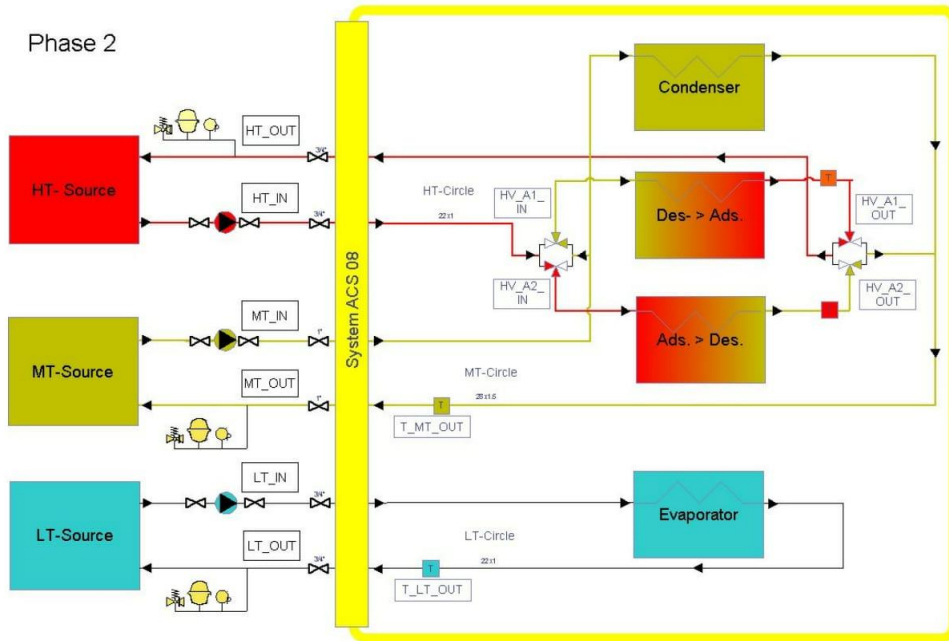 Phase 2
Condenser
HT_OUT
3/4"
HT- Source
HT_IN
3/4"
HT-Circle
22x1
HV_A1_
IN
Des- > Ads.
T
HV_A1_
OUT
HV_A2_
IN
HV_A2_
OUT
Ads. > Des.
System ACS 08
MT_IN
1"
MT-Source
MT_OUT
1"
MT-Circle
28x1.5
T
T_MT_OUT
LT_IN
3/4"
LT-Source
LT_OUT
3/4"
Evaporator
LT-Circle
22x1
T
T_LT_OUT